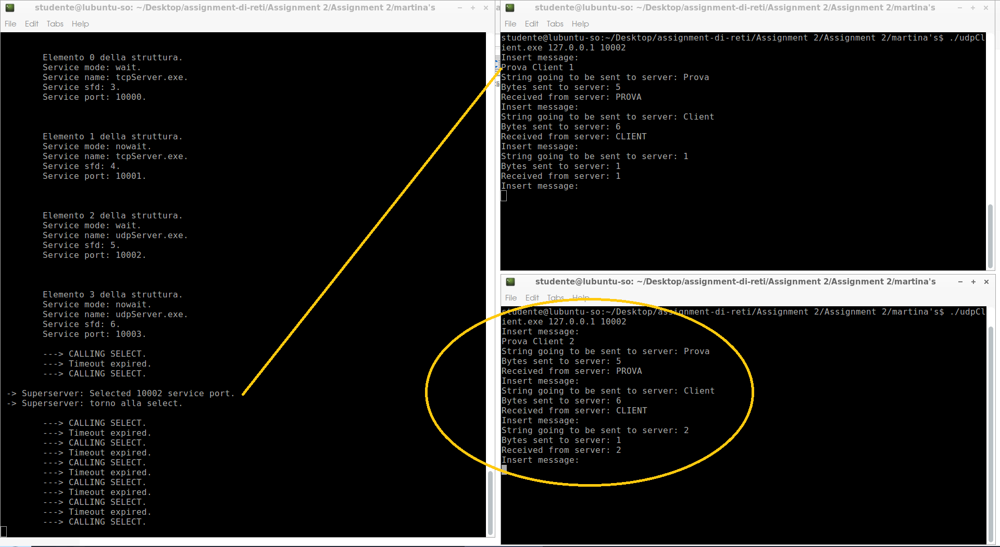 studente@lubuntu-so: ~/Desktop/assignment-di-reti/Assignment 2/Assignment 2/martina's
File Edit Tabs Help
Elemento 0 della struttura.
Service mode: wait.
Service name: tcpServer.exe.
Service sfd: 3.
Service port: 10000.
Elemento 1 della struttura.
Service mode: nowait.
Service name: tcpServer.exe.
Service sfd: 4.
Service port: 10001.
Elemento 2 della struttura.
Service mode: wait.
Service name: udpServer.exe.
Service sfd: 5.
Service port: 10002.
Elemento 3 della struttura.
Service mode: nowait.
Service name: udpServer.exe.
Service sfd: 6.
Service port: 10003.
---> CALLING SELECT.
---> Timeout expired.
---> CALLING SELECT.
-> Superserver: Selected 10002 service port.
-> Superserver: torno alla select.
---> CALLING SELECT.
---> Timeout expired.
---> CALLING SELECT.
---> Timeout expired.
---> CALLING SELECT.
---> Timeout expired.
---> CALLING SELECT.
---> Timeout expired.
---> CALLING SELECT.
---> Timeout expired.
---> CALLING SELECT.
studente@lubuntu-so: ~/Desktop/assignment-di-reti/Assignment 2/Assignment 2/martina's
File Edit Tabs Help
studente@lubuntu-so:~/Desktop/assignment-di-reti/Assignment 2/Assignment 2/martina's$ ./udpCl
ient.exe 127.0.0.1 10002
Insert message:
Prova Client 1
String going to be sent to server: Prova
Bytes sent to server: 5
Received from server: PROVA
Insert message:
String going to be sent to server: Client
Bytes sent to server: 6
Received from server: CLIENT
Insert message:
String going to be sent to server: 1
Bytes sent to server: 1
Received from server: 1
Insert message:
studente@lubuntu-so: ~/Desktop/assignment-di-reti/Assignment 2/Assignment 2/martina's
File Edit Tabs Help
studente@lubuntu-so:~/Desktop/assignment-di-reti/Assignment 2/Assignment 2/martina's$ ./udpCl
ient.exe 127.0.0.1 10002
Insert message:
Prova Client 2
String going to be sent to server: Prova
Bytes sent to server: 5
Received from server: PROVA
Insert message:
String going to be sent to server: Client
Bytes sent to server: 6
Received from server: CLIENT
Insert message:
String going to be sent to server: 2
Bytes sent to server: 1
Received from server: 2
Insert message: